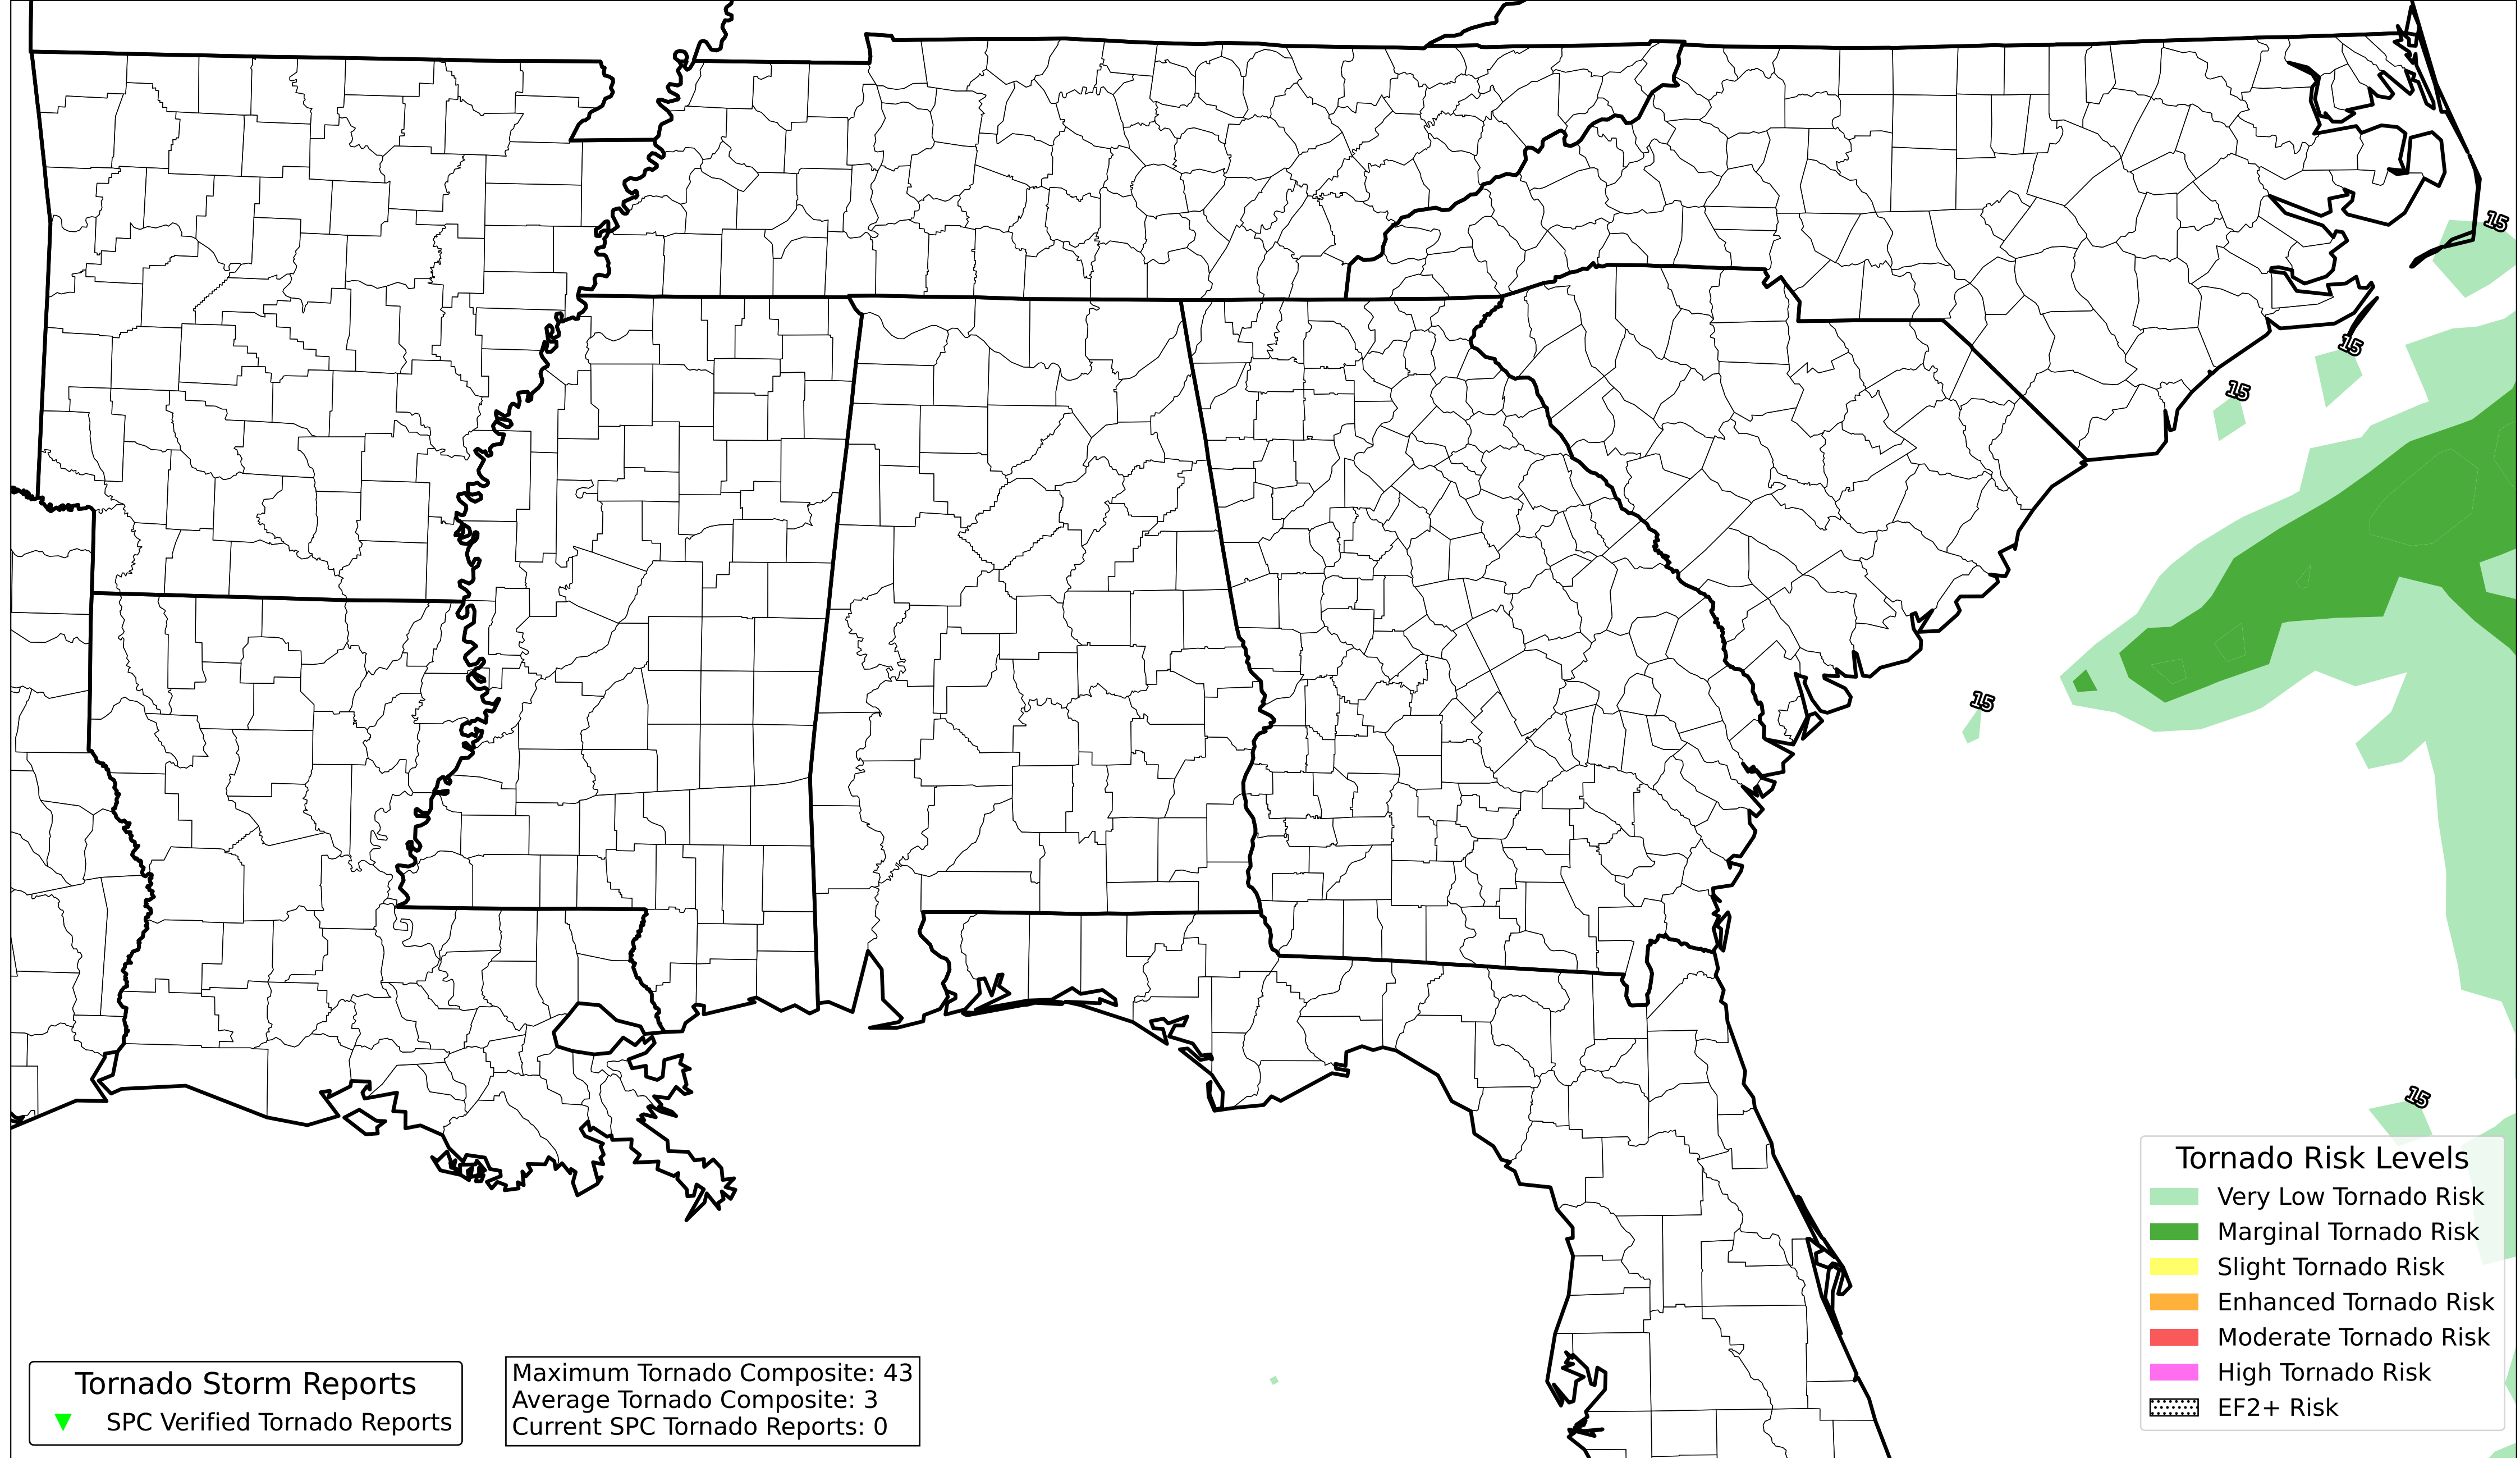 15
15
15
15
15
Tornado Risk Levels
Very Low Tornado Risk
Marginal Tornado Risk
Slight Tornado Risk
Enhanced Tornado Risk
Moderate Tornado Risk
High Tornado Risk
EF2+ Risk
Tornado Storm Reports
SPC Verified Tornado Reports
Maximum Tornado Composite: 43
Average Tornado Composite: 3
Current SPC Tornado Reports: 0